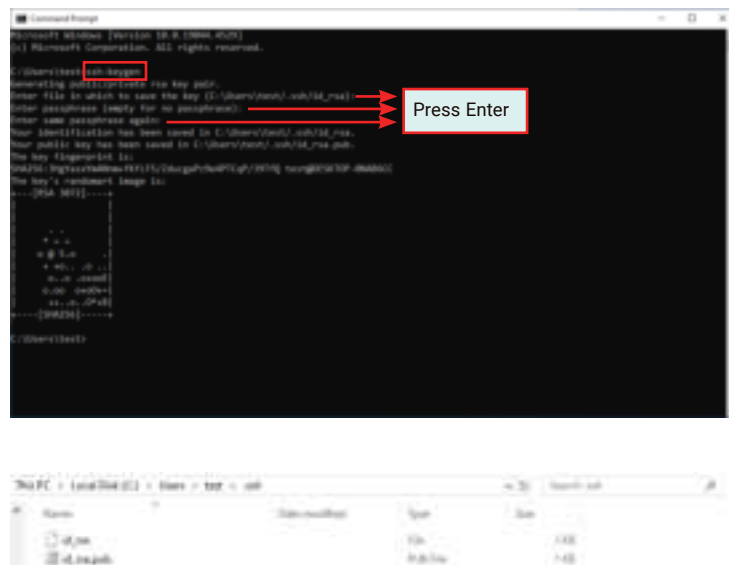 Command Prompt
Microsoft Windows [Version 10.0.19044.4529]
(c) Microsoft Corporation. All rights reserved.
C:\Users\test>ssh-keygen
Generating public/private rsa key pair.
Enter file in which to save the key (C:\Users\test/.ssh/id_rsa):
Press Enter
Enter passphrase (empty for no passphrase):
Enter same passphrase again:
Your identification has been saved in C:\Users\test/.ssh/id_rsa.
Your public key has been saved in C:\Users\test/.ssh/id_rsa.pub.
The key fingerprint is:
The key's randomart image is:
+---[RSA 3072]----+
+----[SHA256]-----+
C:\Users\test>
This PC > Local Disk (C:) > Users > test > .ssh
Search .ssh
Name Date modified Type Size
id_rsa File 1 KB
id_rsa.pub PUB File 1 KB